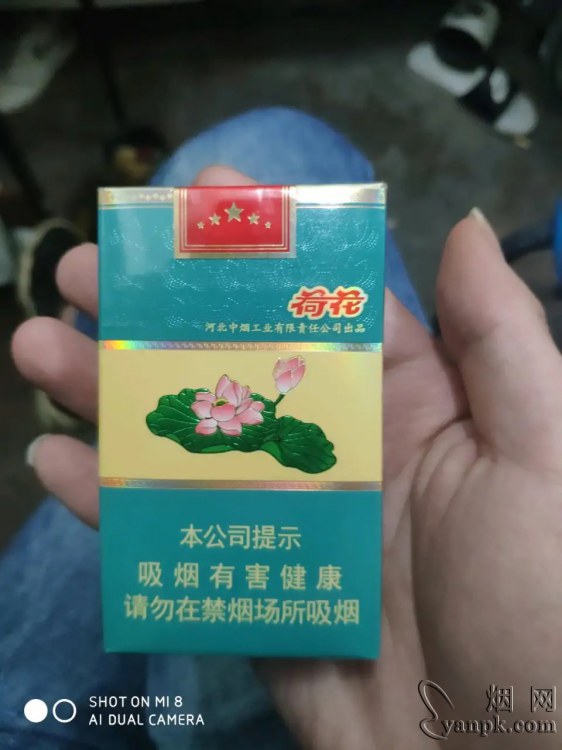 荷花
河北中烟工业有限责任公司出品
本公司提示
吸烟有害健康
请勿在禁烟场所吸烟
SHOT ON MI 8
AI DUAL CAMERA
烟网
yanpk.com